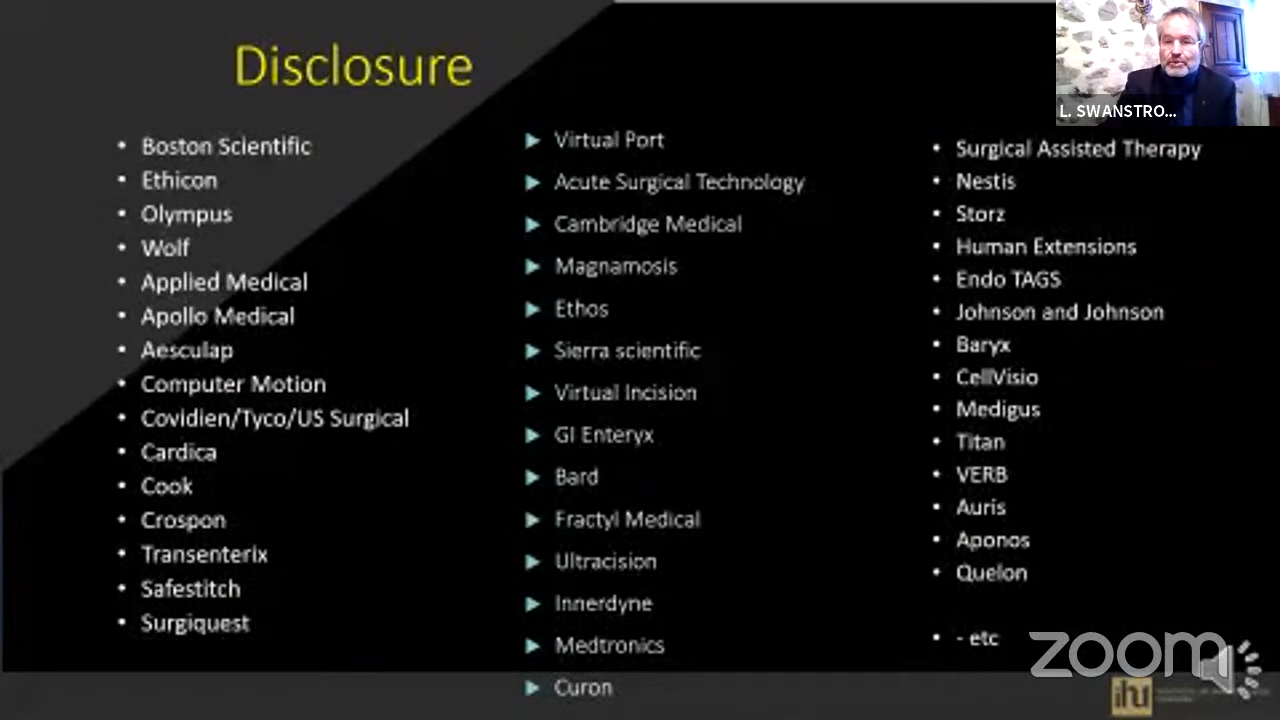 Disclosure
L. SWANSTRO...
Boston Scientific
Ethicon
Olympus
Wolf
Applied Medical
Apollo Medical
Aesculap
Computer Motion
Covidien/Tyco/US Surgical
Cardica
Cook
Crospon
Transenterix
Safestitch
Surgiquest
Virtual Port
Acute Surgical Technology
Cambridge Medical
Magnamosis
Ethos
Sierra scientific
Virtual Incision
GI Enteryx
Bard
Fractyl Medical
Ultracision
Innerdyne
Medtronics
Curon
Surgical Assisted Therapy
Nestis
Storz
Human Extensions
Endo TAGS
Johnson and Johnson
Baryx
CellVisio
Medigus
Titan
VERB
Auris
Aponos
Quelon
- etc
zoom
ihu